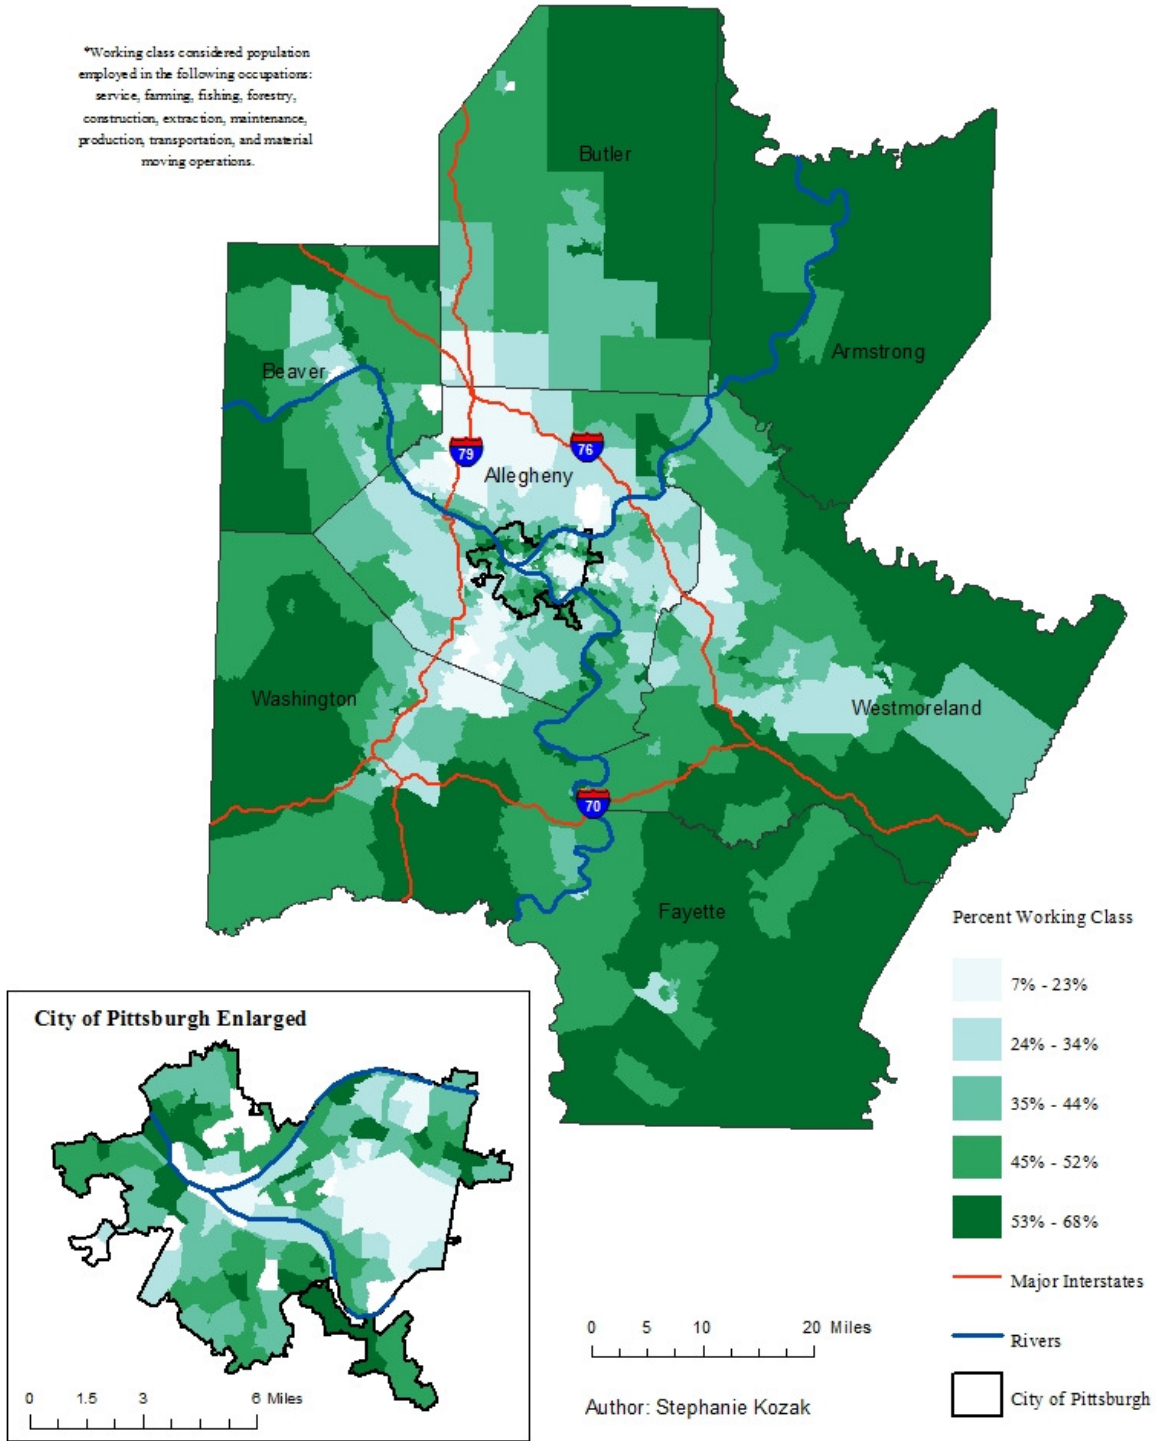 *Working class considered population
employed in the following occupations:
service, farming, fishing, forestry,
construction, extraction, maintenance,
production, transportation, and material
moving operations.
Butler
Armstrong
Beaver
79
76
Allegheny
Washington
Westmoreland
70
Fayette
Percent Working Class
7% - 23%
24% - 34%
35% - 44%
45% - 52%
53% - 68%
Major Interstates
Rivers
City of Pittsburgh
City of Pittsburgh Enlarged
0 1.5 3 6 Miles
0 5 10 20 Miles
Author: Stephanie Kozak